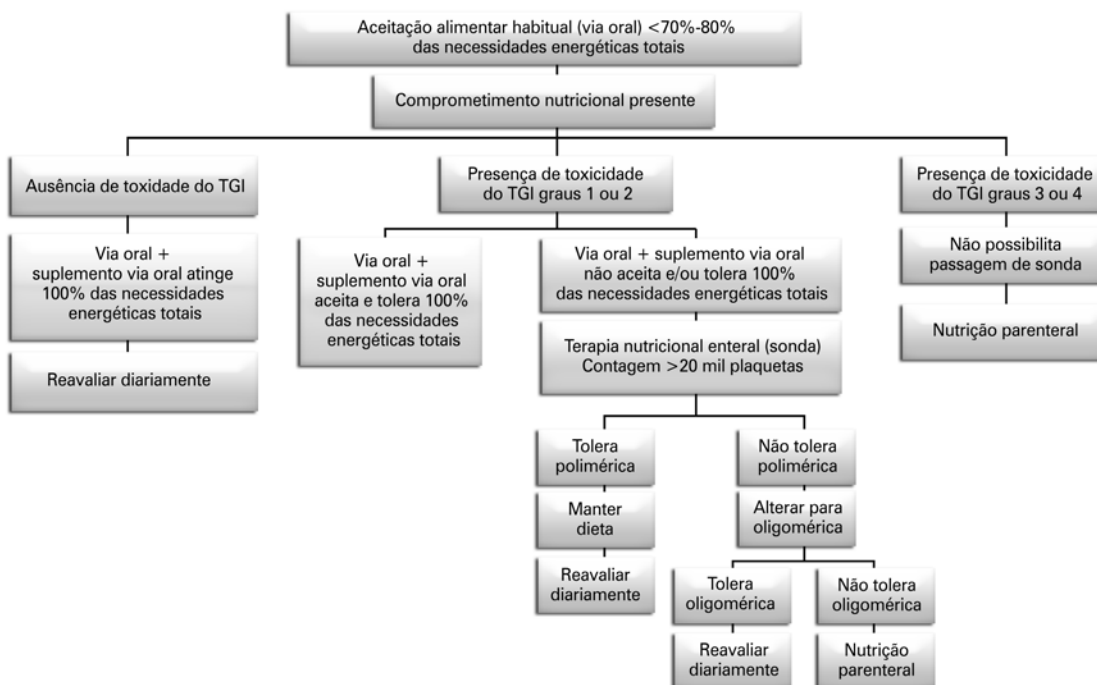 Aceitação alimentar habitual (via oral) <70%-80%
das necessidades energéticas totais
Comprometimento nutricional presente
Ausência de toxidade do TGI
Via oral +
suplemento via oral atinge
100% das necessidades
energéticas totais
Reavaliar diariamente
Presença de toxicidade
do TGI graus 1 ou 2
Via oral +
suplemento via oral
aceita e tolera 100%
das necessidades
energéticas totais
Via oral + suplemento via oral
não aceita e/ou tolera 100%
das necessidades energéticas totais
Terapia nutricional enteral (sonda)
Contagem >20 mil plaquetas
Tolera
polimérica
Manter
dieta
Reavaliar
diariamente
Não tolera
polimérica
Alterar para
oligomérica
Tolera
oligomérica
Reavaliar
diariamente
Não tolera
oligomérica
Nutrição
parenteral
Presença de toxicidade
do TGI graus 3 ou 4
Não possibilita
passagem de sonda
Nutrição parenteral